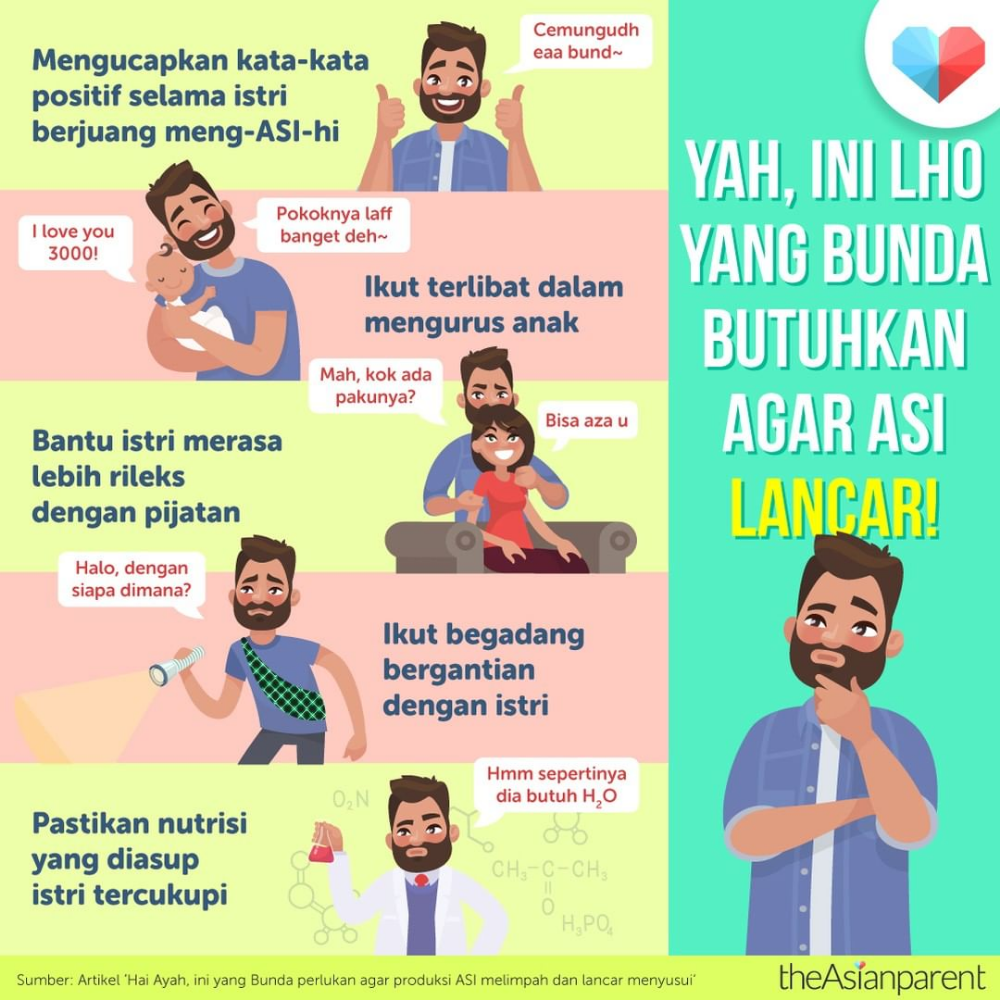 Mengucapkan kata-kata
positif selama istri
berjuang meng-ASI-hi
Cemungudh
eaa bund~
I love you
3000!
Pokoknya laff
banget deh~
Ikut terlibat dalam
mengurus anak
Mah, kok ada
pakunya?
Bisa aza u
Bantu istri merasa
lebih rileks
dengan pijatan
Halo, dengan
siapa dimana?
Ikut begadang
bergantian
dengan istri
Hmm sepertinya
dia butuh H₂O
Pastikan nutrisi
yang diasup
istri tercukupi
O₂N
CH₃-C-CH₃
O
H₃PO₄
YAH, INI LHO
YANG BUNDA
BUTUHKAN
AGAR ASI
LANCAR!
Sumber: Artikel 'Hai Ayah, ini yang Bunda perlukan agar produksi ASI melimpah dan lancar menyusui'
theAsianparent